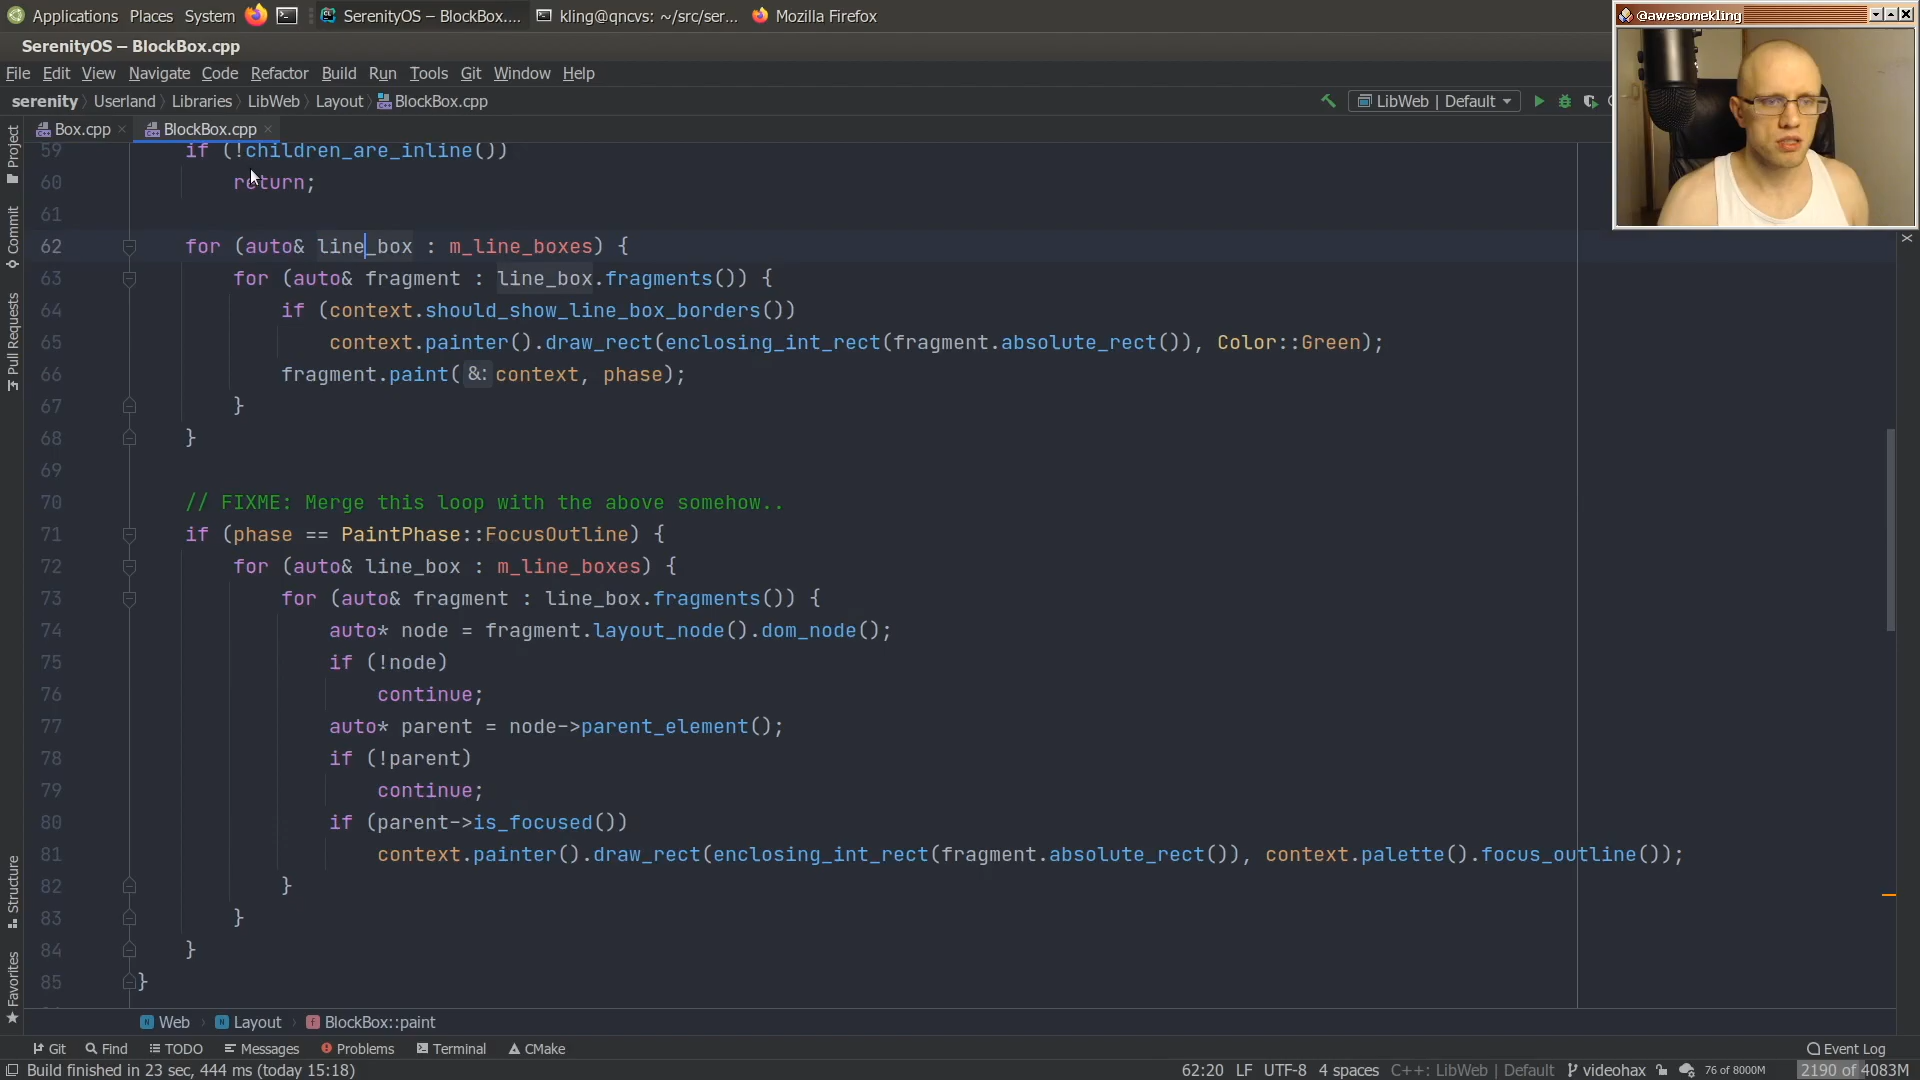 Applications Places System SerenityOS – BlockBox.... kling@qncvs: ~/src/ser... Mozilla Firefox
@awesomekling
SerenityOS – BlockBox.cpp
File Edit View Navigate Code Refactor Build Run Tools Git Window Help
serenity Userland Libraries LibWeb Layout BlockBox.cpp LibWeb | Default
Box.cpp BlockBox.cpp
Project
Commit
Pull Requests
Structure
Favorites
59 if (!children_are_inline())
60 return;
61
62 for (auto& line_box : m_line_boxes) {
63 for (auto& fragment : line_box.fragments()) {
64 if (context.should_show_line_box_borders())
65 context.painter().draw_rect(enclosing_int_rect(fragment.absolute_rect()), Color::Green);
66 fragment.paint( &: context, phase);
67 }
68 }
69
70 // FIXME: Merge this loop with the above somehow..
71 if (phase == PaintPhase::FocusOutline) {
72 for (auto& line_box : m_line_boxes) {
73 for (auto& fragment : line_box.fragments()) {
74 auto* node = fragment.layout_node().dom_node();
75 if (!node)
76 continue;
77 auto* parent = node->parent_element();
78 if (!parent)
79 continue;
80 if (parent->is_focused())
81 context.painter().draw_rect(enclosing_int_rect(fragment.absolute_rect()), context.palette().focus_outline());
82 }
83 }
84 }
85 }
Web Layout BlockBox::paint
Git Find TODO Messages Problems Terminal CMake Event Log
Build finished in 23 sec, 444 ms (today 15:18) 62:20 LF UTF-8 4 spaces C++: LibWeb | Default videohax 76 of 8000M 2190 of 4083M